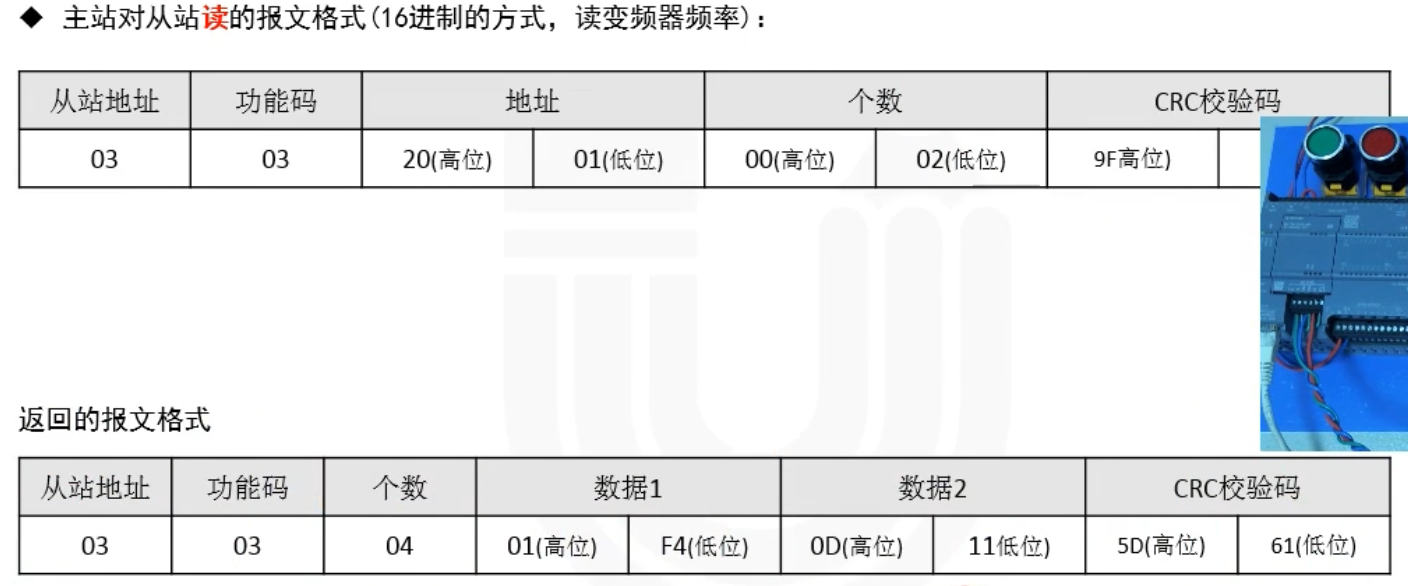 ◆ 主站对从站读的报文格式(16进制的方式，读变频器频率)：
从站地址 功能码 地址 个数 CRC校验码
03 03 20(高位) 01(低位) 00(高位) 02(低位) 9F高位)
返回的报文格式
从站地址 功能码 个数 数据1 数据2 CRC校验码
03 03 04 01(高位) F4(低位) 0D(高位) 11低位) 5D(高位) 61(低位)